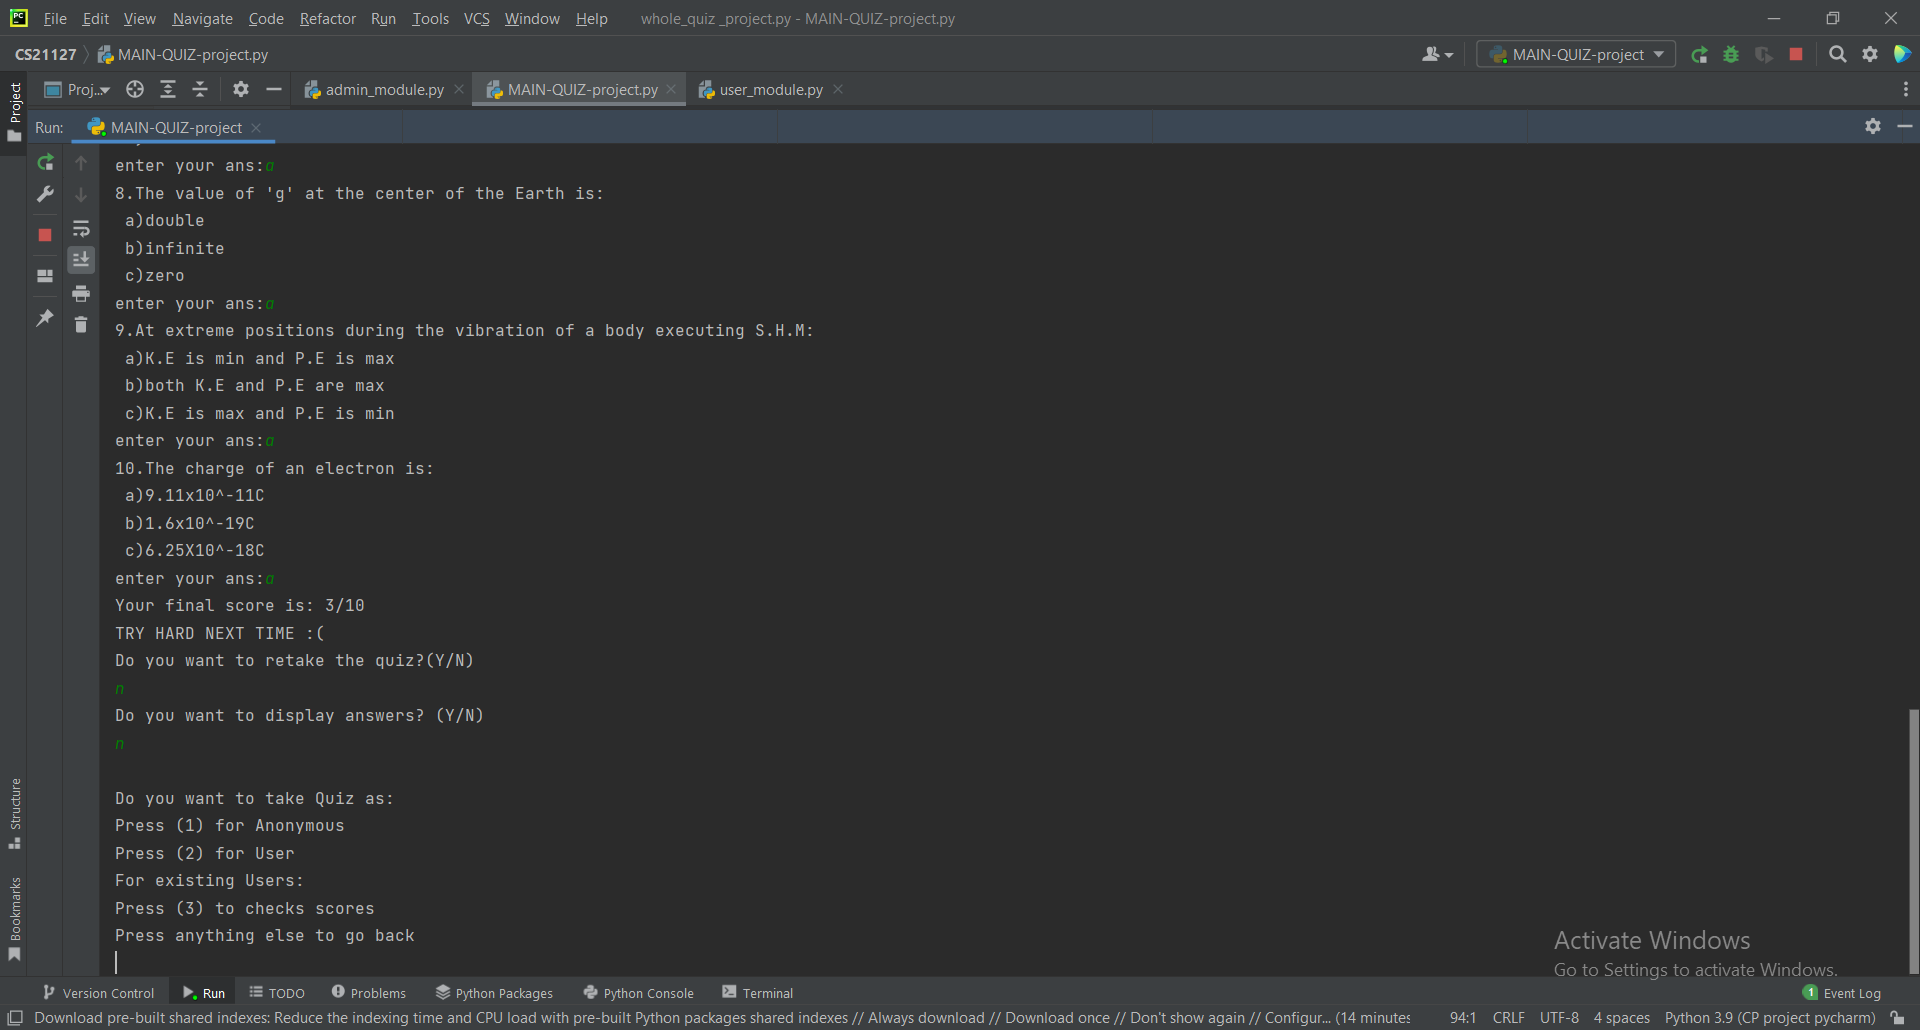 File Edit View Navigate Code Refactor Run Tools VCS Window Help whole_quiz _project.py - MAIN-QUIZ-project.py
CS21127 MAIN-QUIZ-project.py MAIN-QUIZ-project
Project Proj... admin_module.py MAIN-QUIZ-project.py user_module.py
Run: MAIN-QUIZ-project
enter your ans:a
8.The value of 'g' at the center of the Earth is:
a)double
b)infinite
c)zero
enter your ans:a
9.At extreme positions during the vibration of a body executing S.H.M:
a)K.E is min and P.E is max
b)both K.E and P.E are max
c)K.E is max and P.E is min
enter your ans:a
10.The charge of an electron is:
a)9.11x10^-11C
b)1.6x10^-19C
c)6.25X10^-18C
enter your ans:a
Your final score is: 3/10
TRY HARD NEXT TIME :(
Do you want to retake the quiz?(Y/N)
n
Do you want to display answers? (Y/N)
n
Do you want to take Quiz as:
Press (1) for Anonymous
Press (2) for User
For existing Users:
Press (3) to checks scores
Press anything else to go back
Structure
Bookmarks
Activate Windows
Go to Settings to activate Windows.
Version Control Run TODO Problems Python Packages Python Console Terminal 1 Event Log
Download pre-built shared indexes: Reduce the indexing time and CPU load with pre-built Python packages shared indexes // Always download // Download once // Don't show again // Configur... (14 minutes 94:1 CRLF UTF-8 4 spaces Python 3.9 (CP project pycharm)